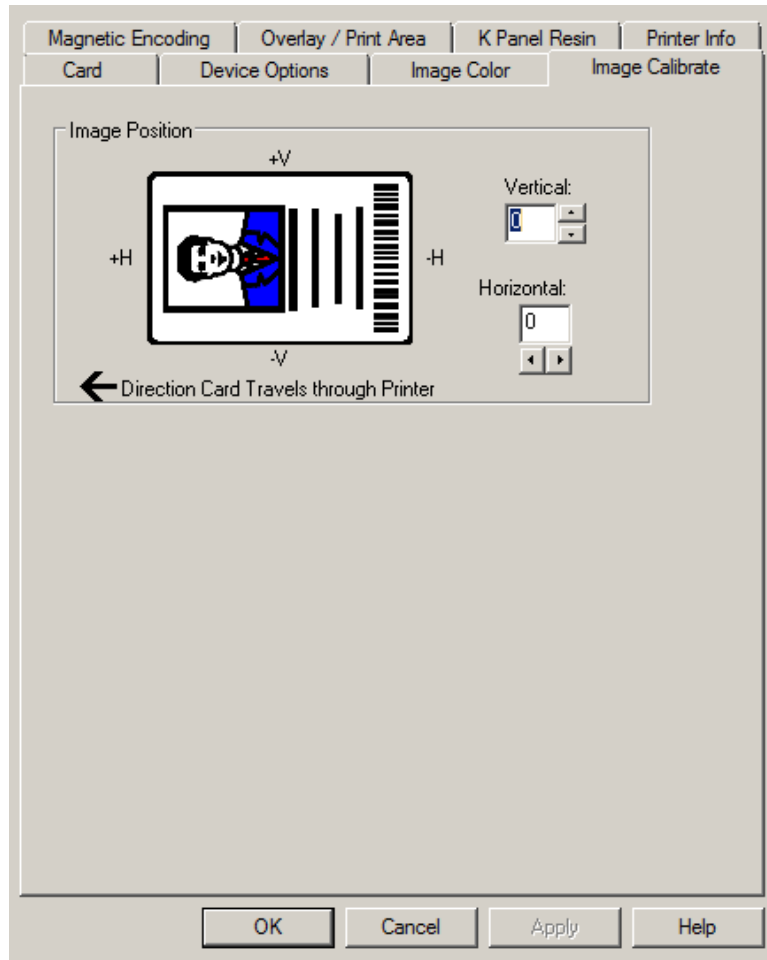 Magnetic Encoding Overlay / Print Area K Panel Resin Printer Info
Card Device Options Image Color Image Calibrate
Image Position
+V
Vertical:
0
+H
-H
Horizontal:
0
-V
Direction Card Travels through Printer
OK Cancel Apply Help